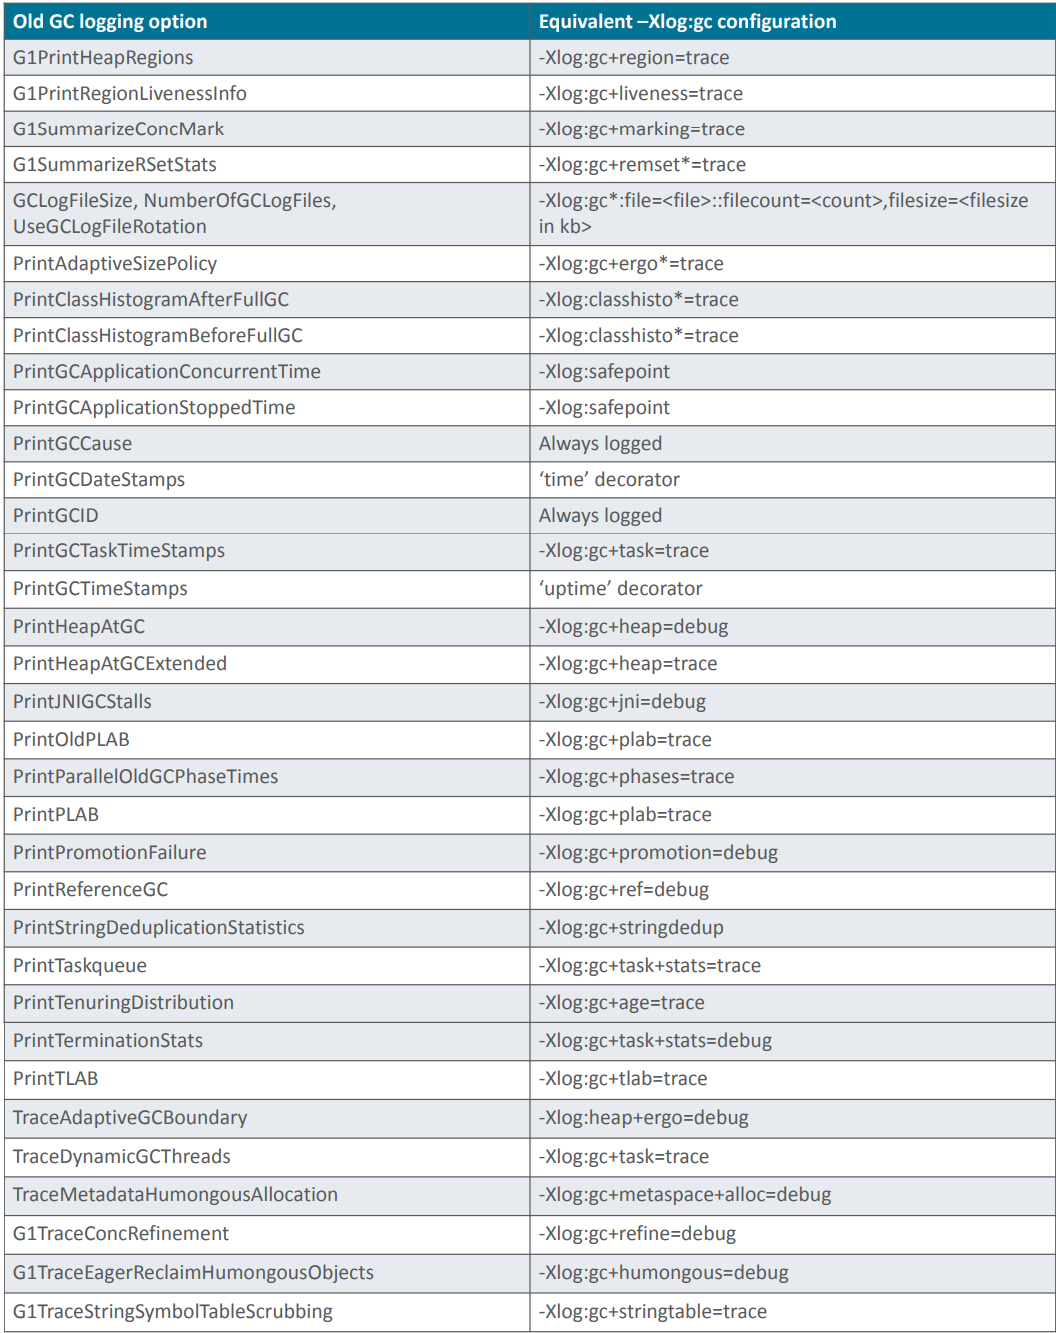 Old GC logging option Equivalent –Xlog:gc configuration
G1PrintHeapRegions -Xlog:gc+region=trace
G1PrintRegionLivenessInfo -Xlog:gc+liveness=trace
G1SummarizeConcMark -Xlog:gc+marking=trace
G1SummarizeRSetStats -Xlog:gc+remset*=trace
GCLogFileSize, NumberOfGCLogFiles, -Xlog:gc*:file=<file>::filecount=<count>,filesize=<filesize
UseGCLogFileRotation in kb>
PrintAdaptiveSizePolicy -Xlog:gc+ergo*=trace
PrintClassHistogramAfterFullGC -Xlog:classhisto*=trace
PrintClassHistogramBeforeFullGC -Xlog:classhisto*=trace
PrintGCApplicationConcurrentTime -Xlog:safepoint
PrintGCApplicationStoppedTime -Xlog:safepoint
PrintGCCause Always logged
PrintGCDateStamps ‘time’ decorator
PrintGCID Always logged
PrintGCTaskTimeStamps -Xlog:gc+task=trace
PrintGCTimeStamps ‘uptime’ decorator
PrintHeapAtGC -Xlog:gc+heap=debug
PrintHeapAtGCExtended -Xlog:gc+heap=trace
PrintJNIGCStalls -Xlog:gc+jni=debug
PrintOldPLAB -Xlog:gc+plab=trace
PrintParallelOldGCPhaseTimes -Xlog:gc+phases=trace
PrintPLAB -Xlog:gc+plab=trace
PrintPromotionFailure -Xlog:gc+promotion=debug
PrintReferenceGC -Xlog:gc+ref=debug
PrintStringDeduplicationStatistics -Xlog:gc+stringdedup
PrintTaskqueue -Xlog:gc+task+stats=trace
PrintTenuringDistribution -Xlog:gc+age=trace
PrintTerminationStats -Xlog:gc+task+stats=debug
PrintTLAB -Xlog:gc+tlab=trace
TraceAdaptiveGCBoundary -Xlog:heap+ergo=debug
TraceDynamicGCThreads -Xlog:gc+task=trace
TraceMetadataHumongousAllocation -Xlog:gc+metaspace+alloc=debug
G1TraceConcRefinement -Xlog:gc+refine=debug
G1TraceEagerReclaimHumongousObjects -Xlog:gc+humongous=debug
G1TraceStringSymbolTableScrubbing -Xlog:gc+stringtable=trace